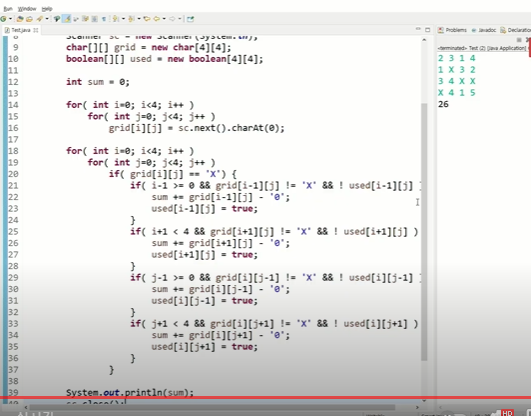 Run Window Help
Test.java
Problems Javadoc Declaration
<terminated> Test (2) [Java Application]
2 3 1 4
1 X 3 2
3 4 X X
X 4 1 5
26
8 Scanner sc = new Scanner(System.in);
9 char[][] grid = new char[4][4];
10 boolean[][] used = new boolean[4][4];
11
12 int sum = 0;
13
14 for( int i=0; i<4; i++ )
15 for( int j=0; j<4; j++ )
16 grid[i][j] = sc.next().charAt(0);
17
18 for( int i=0; i<4; i++ )
19 for( int j=0; j<4; j++ )
20 if( grid[i][j] == 'X') {
21 if( i-1 >= 0 && grid[i-1][j] != 'X' && ! used[i-1][j] )
22 sum += grid[i-1][j] - '0';
23 used[i-1][j] = true;
24 }
25 if( i+1 < 4 && grid[i+1][j] != 'X' && ! used[i+1][j] )
26 sum += grid[i+1][j] - '0';
27 used[i+1][j] = true;
28 }
29 if( j-1 >= 0 && grid[i][j-1] != 'X' && ! used[i][j-1] )
30 sum += grid[i][j-1] - '0';
31 used[i][j-1] = true;
32 }
33 if( j+1 < 4 && grid[i][j+1] != 'X' && ! used[i][j+1] )
34 sum += grid[i][j+1] - '0';
35 used[i][j+1] = true;
36 }
37 }
38
39 System.out.println(sum);
sc.close();
HD